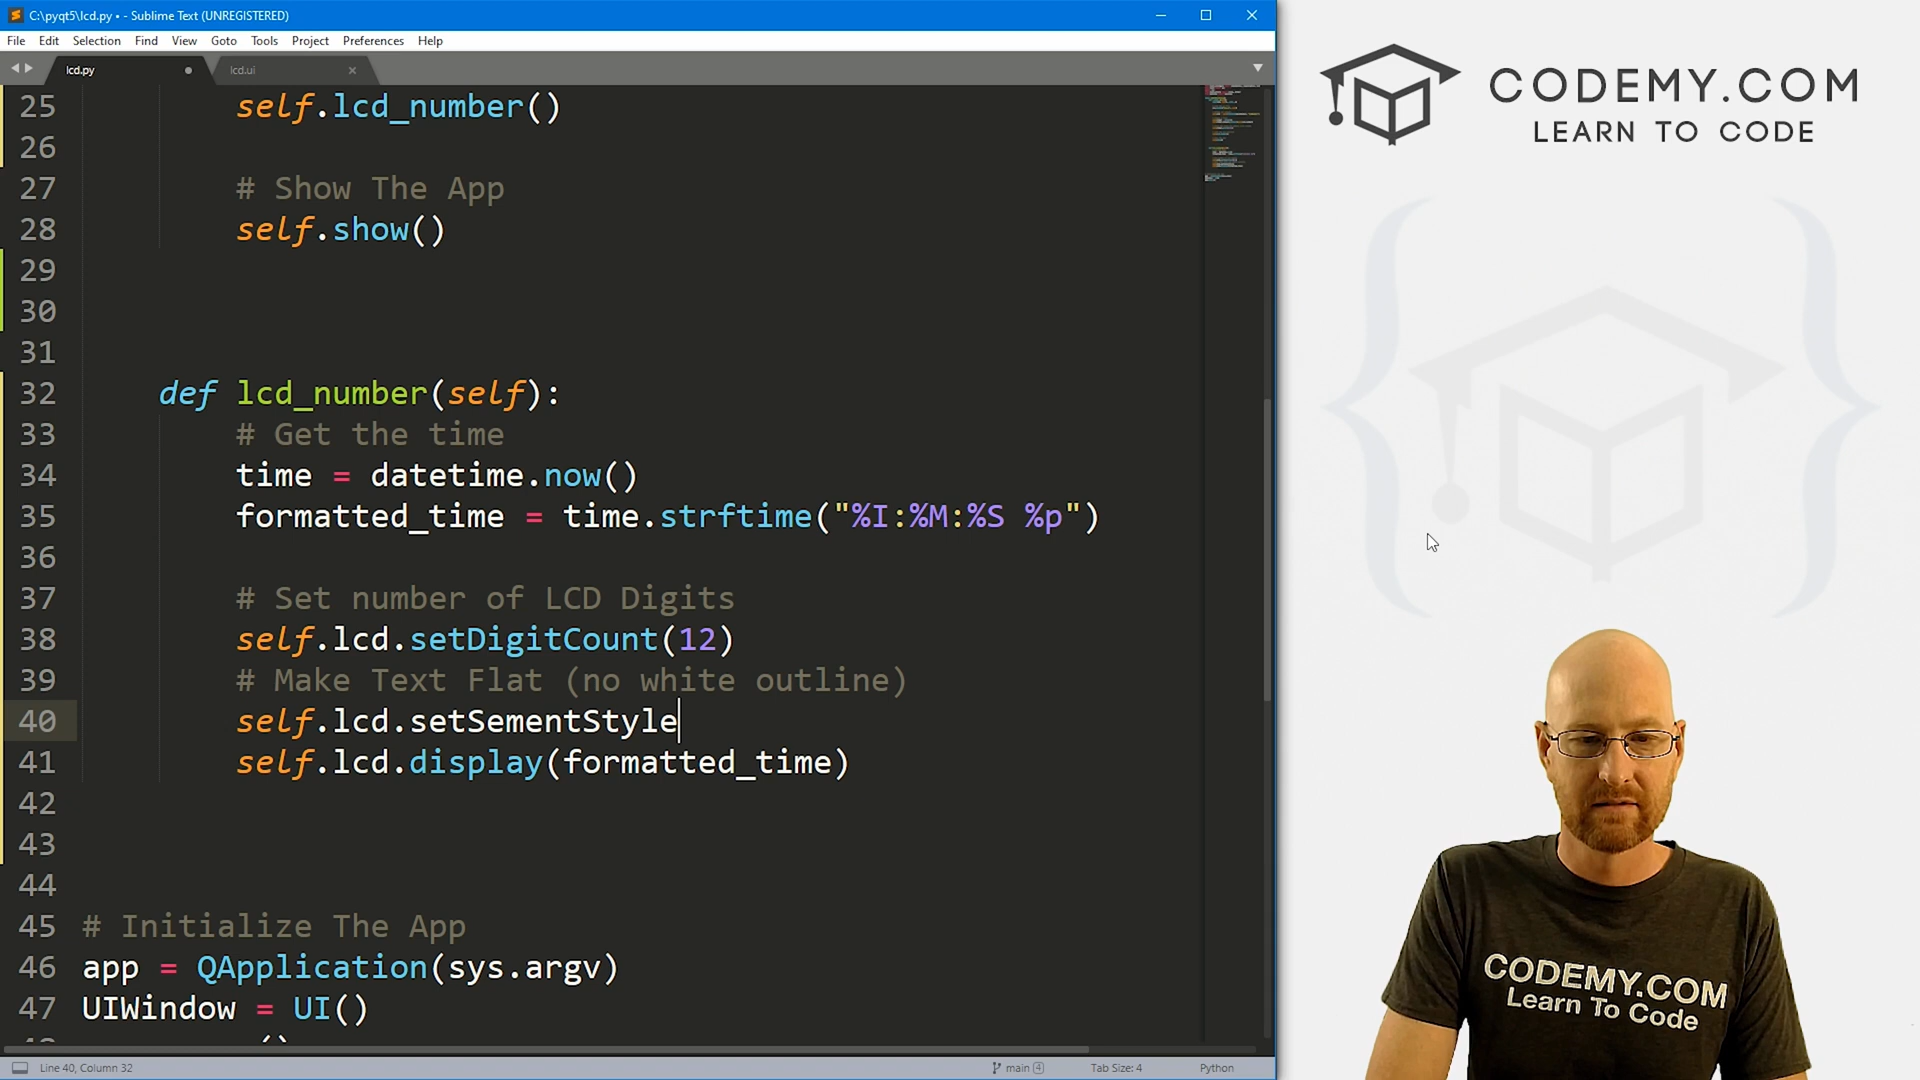 C:\pyqt5\lcd.py • - Sublime Text (UNREGISTERED)
File Edit Selection Find View Goto Tools Project Preferences Help
lcd.py lcd.ui
25 self.lcd_number()
26
27 # Show The App
28 self.show()
29
30
31
32 def lcd_number(self):
33 # Get the time
34 time = datetime.now()
35 formatted_time = time.strftime("%I:%M:%S %p")
36
37 # Set number of LCD Digits
38 self.lcd.setDigitCount(12)
39 # Make Text Flat (no white outline)
40 self.lcd.setSementStyle
41 self.lcd.display(formatted_time)
42
43
44
45 # Initialize The App
46 app = QApplication(sys.argv)
47 UIWindow = UI()
Line 40, Column 32 main 4 Tab Size: 4 Python
CODEMY.COM
LEARN TO CODE
CODEMY.COM
Learn To Code